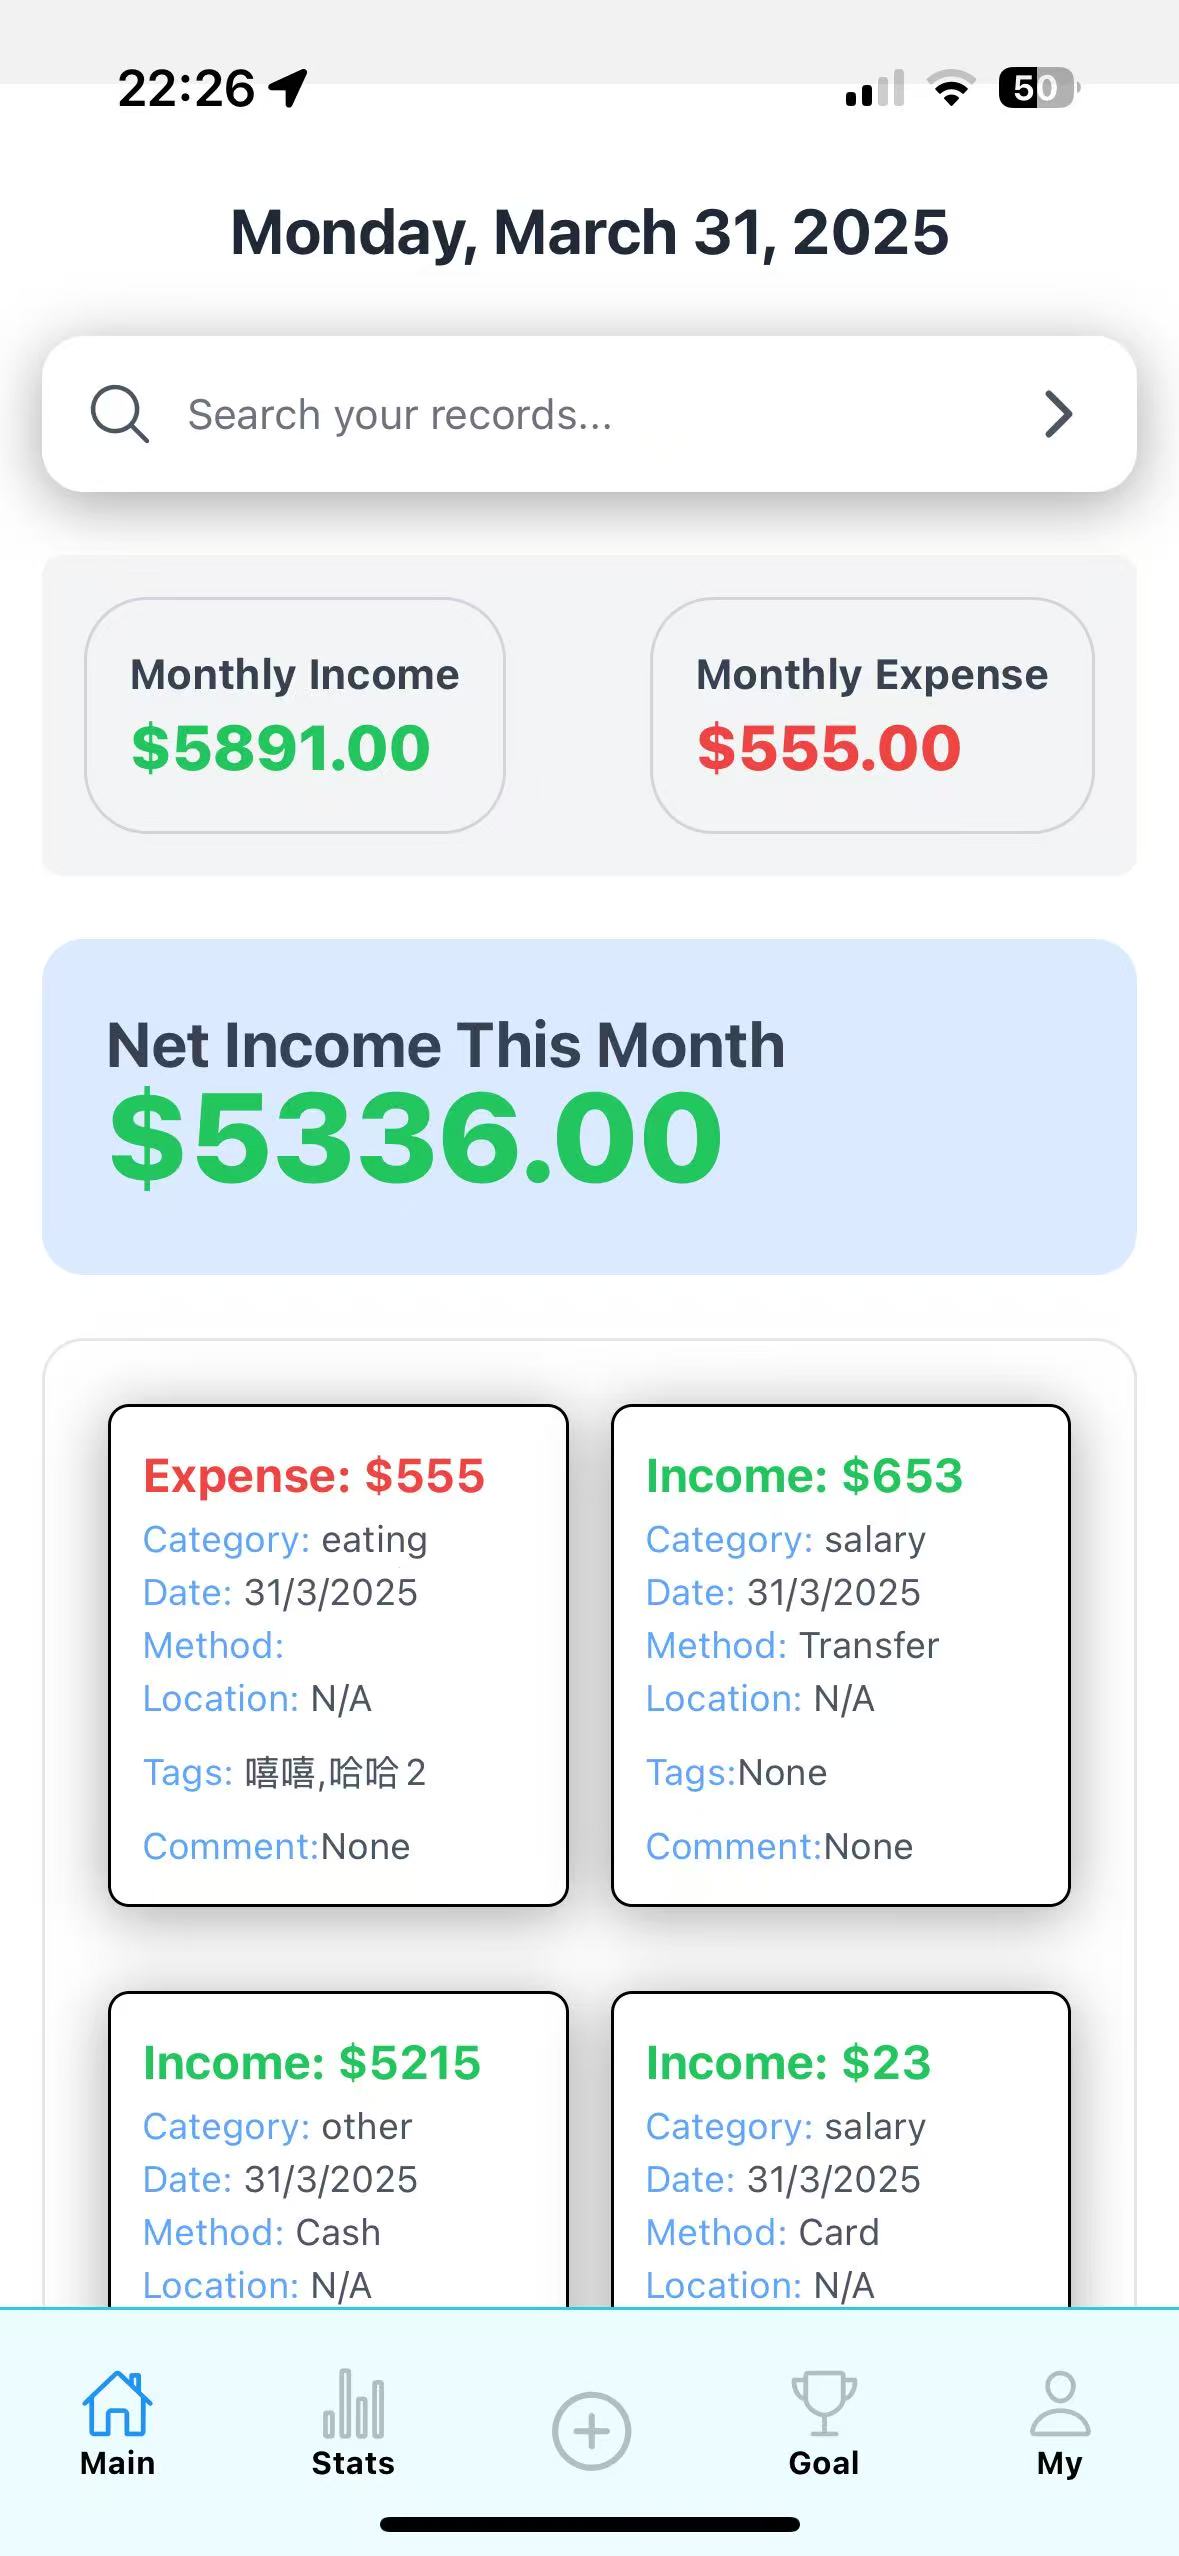 22:26
50
Monday, March 31, 2025
Search your records...
Monthly Income
$5891.00
Monthly Expense
$555.00
Net Income This Month
$5336.00
Expense: $555
Category: eating
Date: 31/3/2025
Method:
Location: N/A
Tags: 嘻嘻,哈哈2
Comment:None
Income: $653
Category: salary
Date: 31/3/2025
Method: Transfer
Location: N/A
Tags:None
Comment:None
Income: $5215
Category: other
Date: 31/3/2025
Method: Cash
Location: N/A
Income: $23
Category: salary
Date: 31/3/2025
Method: Card
Location: N/A
Main
Stats
Goal
My